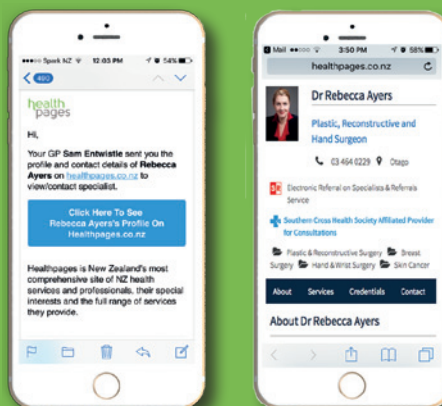 Spark NZ 12:03 PM 54%
480
health
pages
Hi,
Your GP Sam Entwistle sent you the
profile and contact details of Rebecca
Ayers on healthpages.co.nz to
view/contact specialist.
Click Here To See
Rebecca Ayers's Profile On
Healthpages.co.nz
Healthpages is New Zealand's most
comprehensive site of NZ health
services and professionals, their special
interests and the full range of services
they provide.
Mail 3:50 PM 58%
healthpages.co.nz
Dr Rebecca Ayers
Plastic, Reconstructive and
Hand Surgeon
03 464 0229 Otago
Electronic Referral on Specialists & Referrals
Service
Southern Cross Health Society Affiliated Provider
for Consultations
Plastic & Reconstructive Surgery Breast
Surgery Hand & Wrist Surgery Skin Cancer
About Services Credentials Contact
About Dr Rebecca Ayers